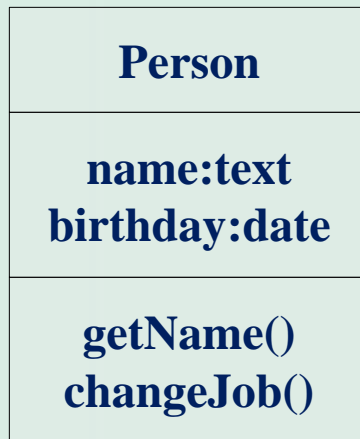 Person
name:text
birthday:date
getName()
changeJob()